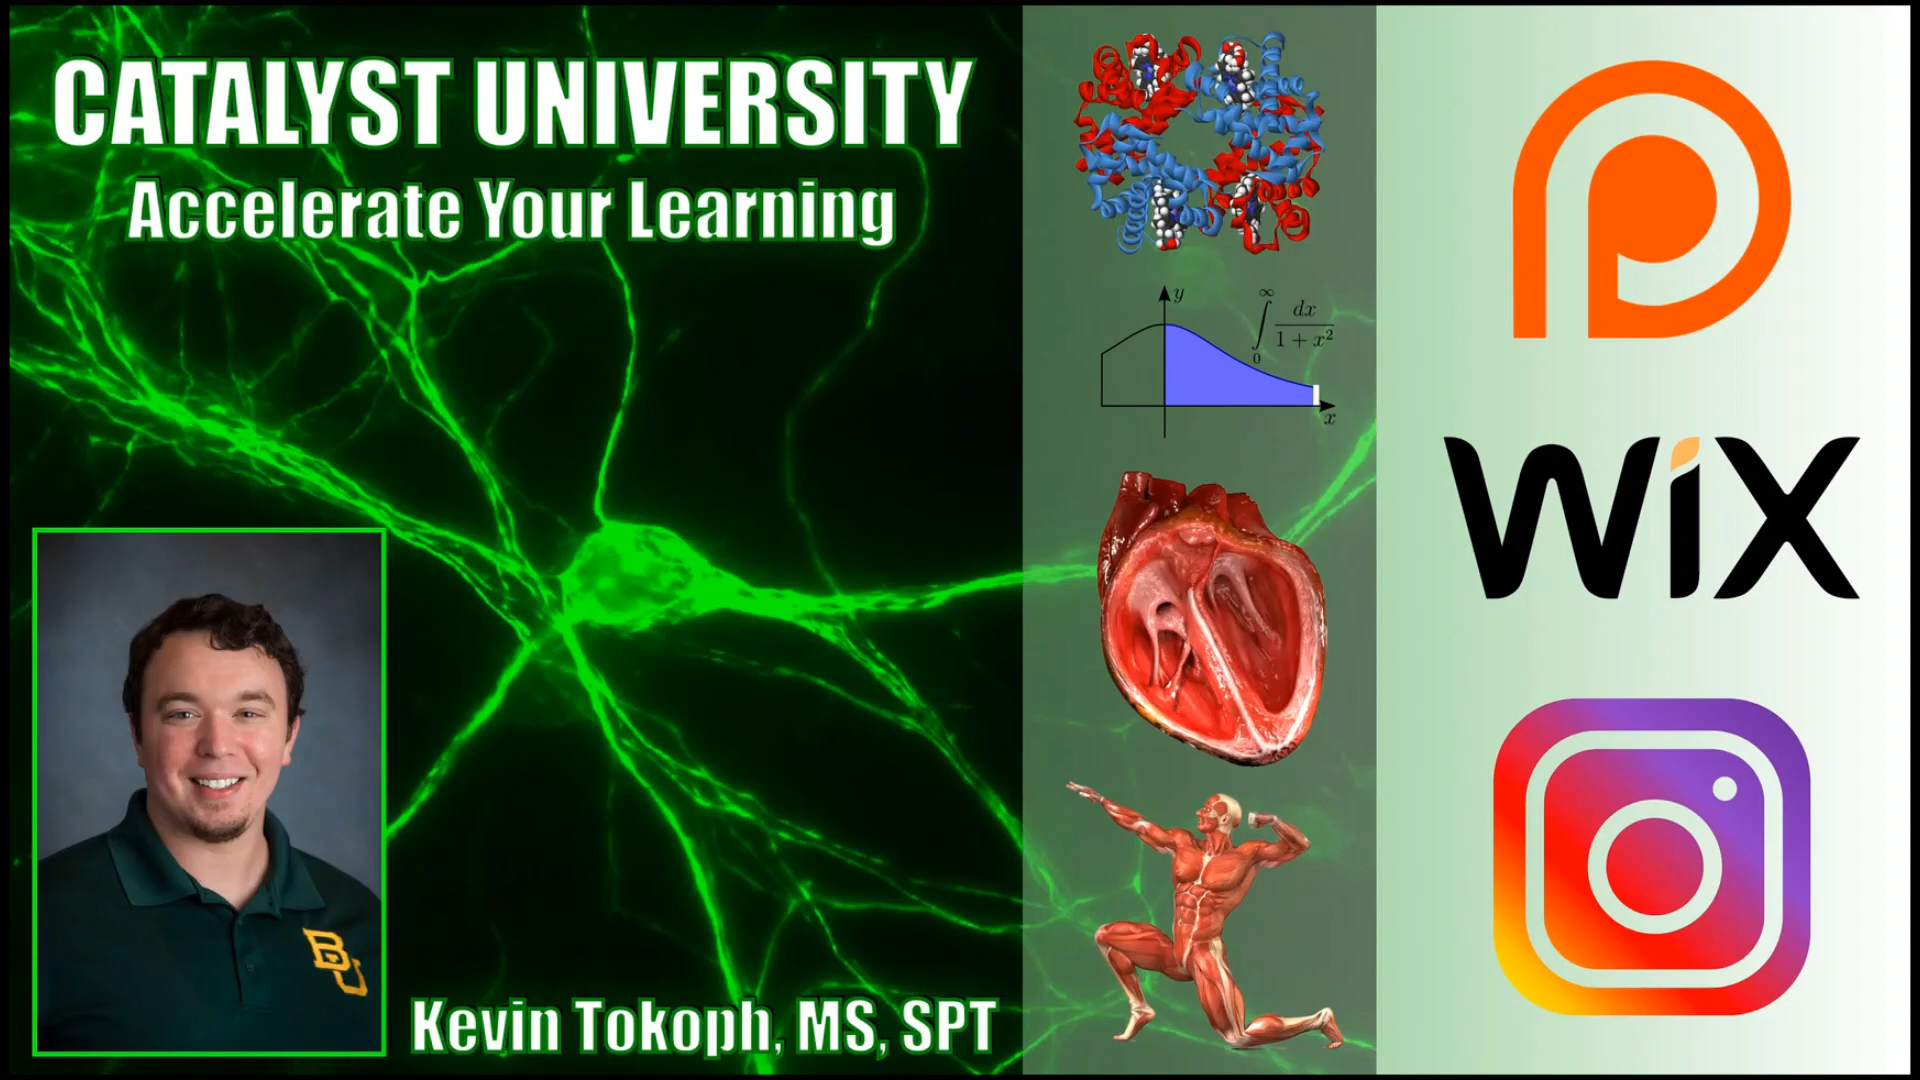 CATALYST UNIVERSITY
Accelerate Your Learning
y
∞
∫
0
dx
1 + x²
x
WiX
BU
Kevin Tokoph, MS, SPT